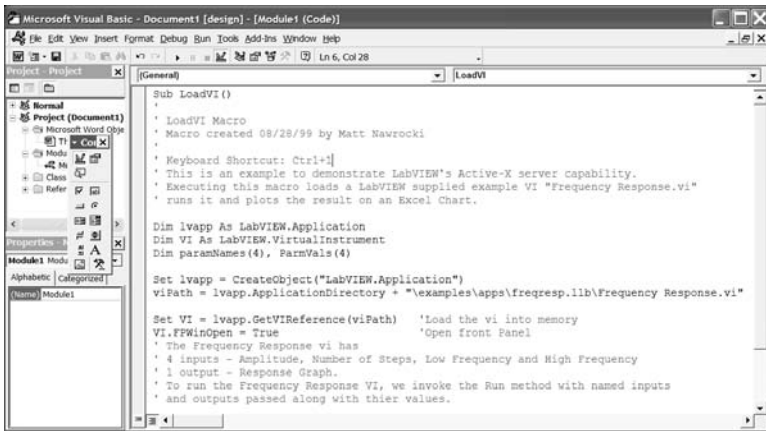 Microsoft Visual Basic - Document1 [design] - [Module1 (Code)]
File Edit View Insert Format Debug Run Tools Add-Ins Window Help
Ln 6, Col 28
Project - Project
(General)
LoadVI
Normal
Project (Document1)
Microsoft Word Obje
Modu
Class
Refer
Properties -
Module1 Modu
Alphabetic Categorized
(Name) Module1
Sub LoadVI()
'
' LoadVI Macro
' Macro created 08/28/99 by Matt Nawrocki
'
' Keyboard Shortcut: Ctrl+l
' This is an example to demonstrate LabVIEW's Active-X server capability.
' Executing this macro loads a LabVIEW supplied example VI "Frequency Response.vi"
' runs it and plots the result on an Excel Chart.
Dim lvapp As LabVIEW.Application
Dim VI As LabVIEW.VirtualInstrument
Dim paramNames(4), ParmVals(4)
Set lvapp = CreateObject("LabVIEW.Application")
viPath = lvapp.ApplicationDirectory + "\examples\apps\freqresp.llb\Frequency Response.vi"
Set VI = lvapp.GetVIReference(viPath) 'Load the vi into memory
VI.FPWinOpen = True 'Open front Panel
' The Frequency Response vi has
' 4 inputs - Amplitude, Number of Steps, Low Frequency and High Frequency
' 1 output - Response Graph.
' To run the Frequency Response VI, we invoke the Run method with named inputs
' and outputs passed along with thier values.